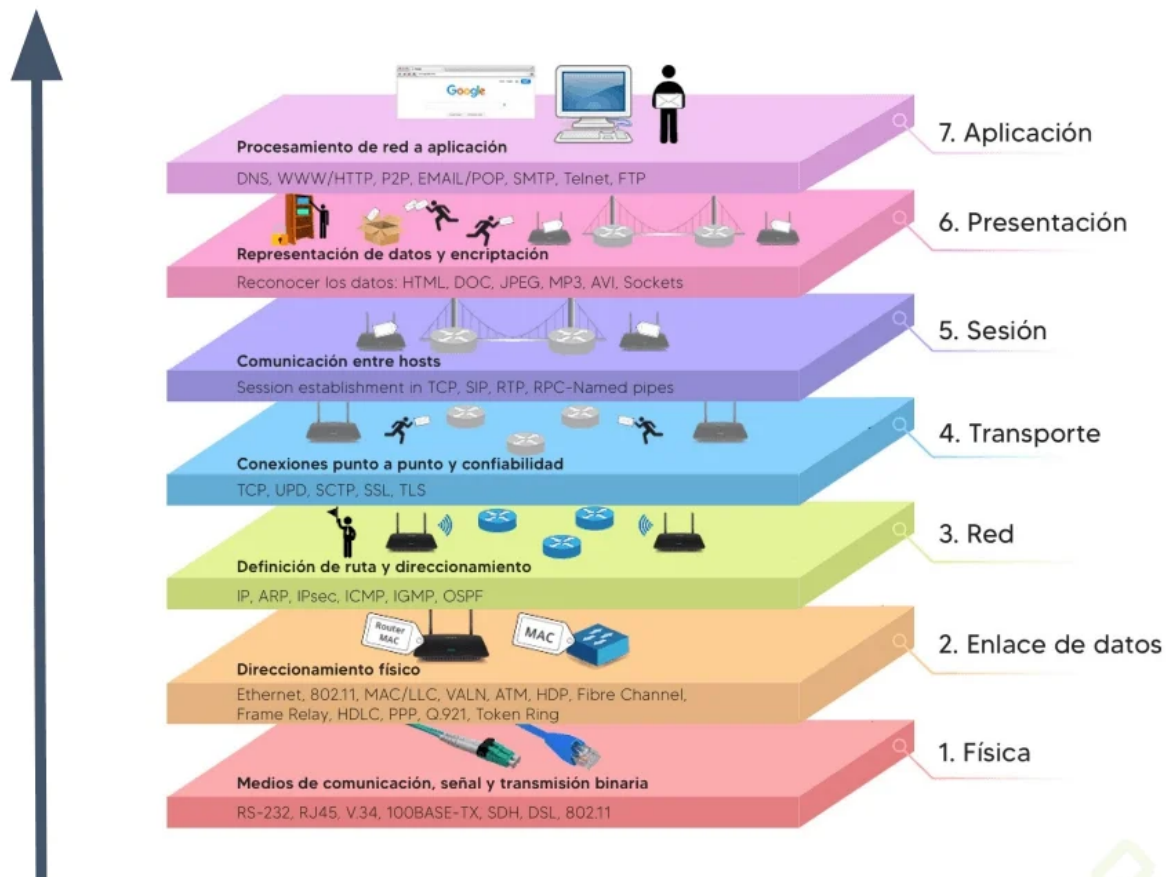 Google
Procesamiento de red a aplicación
DNS, WWW/HTTP, P2P, EMAIL/POP, SMTP, Telnet, FTP
7. Aplicación
Representación de datos y encriptación
Reconocer los datos: HTML, DOC, JPEG, MP3, AVI, Sockets
6. Presentación
Comunicación entre hosts
Session establishment in TCP, SIP, RTP, RPC-Named pipes
5. Sesión
Conexiones punto a punto y confiabilidad
TCP, UPD, SCTP, SSL, TLS
4. Transporte
Definición de ruta y direccionamiento
IP, ARP, IPsec, ICMP, IGMP, OSPF
3. Red
Router
MAC
MAC
Direccionamiento físico
Ethernet, 802.11, MAC/LLC, VALN, ATM, HDP, Fibre Channel,
Frame Relay, HDLC, PPP, Q.921, Token Ring
2. Enlace de datos
Medios de comunicación, señal y transmisión binaria
RS-232, RJ45, V.34, 100BASE-TX, SDH, DSL, 802.11
1. Física